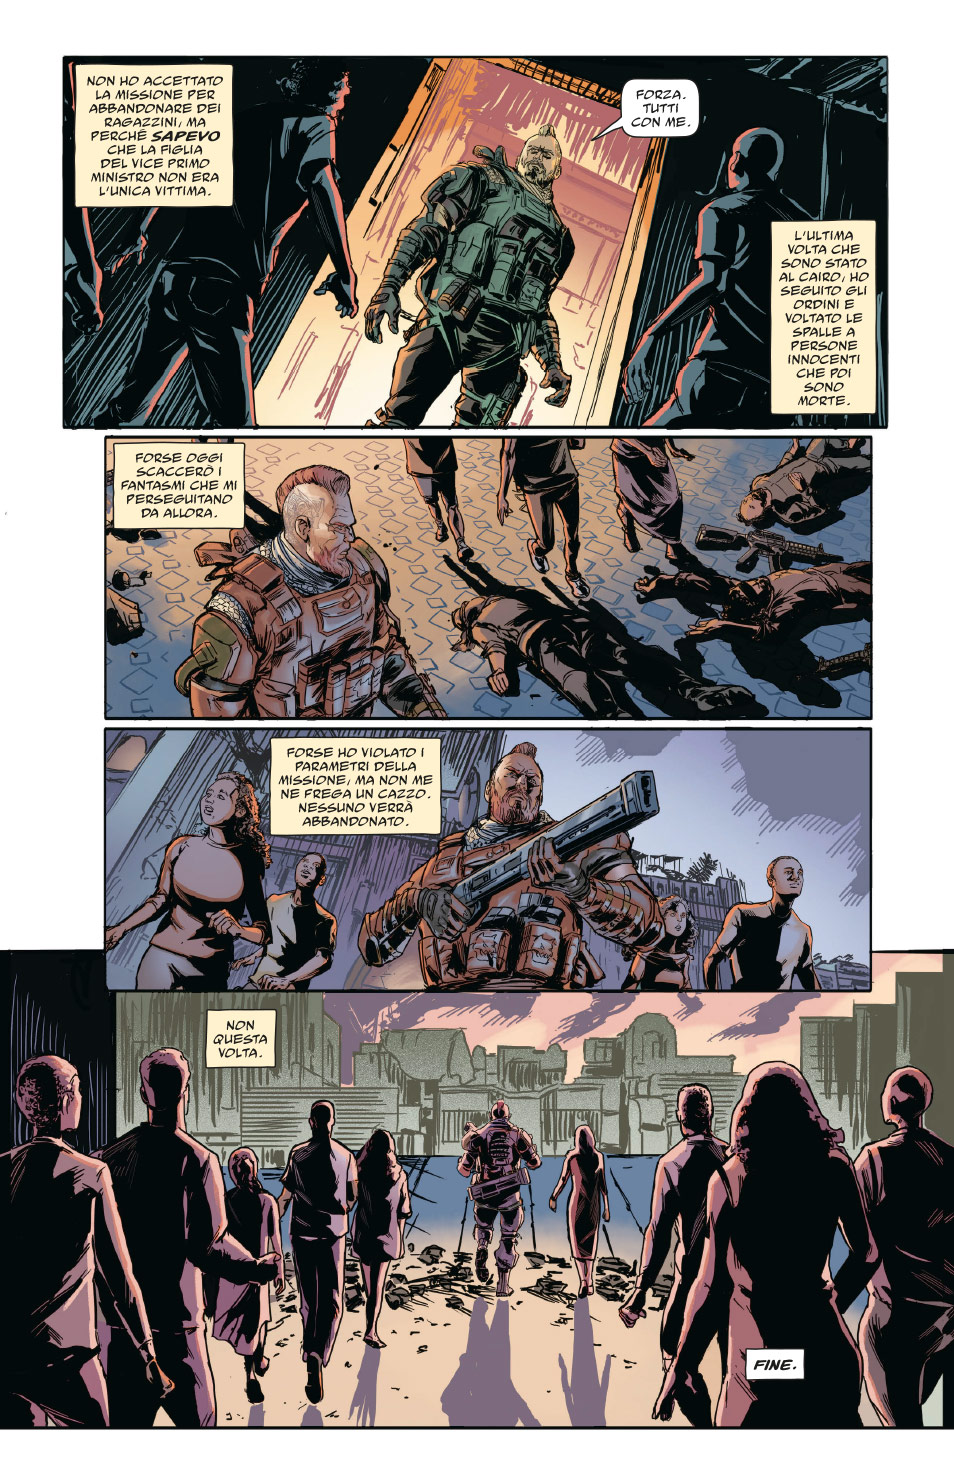 NON HO ACCETTATO
LA MISSIONE PER
ABBANDONARE DEI
RAGAZZINI, MA
PERCHÉ SAPEVO
CHE LA FIGLIA
DEL VICE PRIMO
MINISTRO NON ERA
L'UNICA VITTIMA.
FORZA.
TUTTI
CON ME.
L'ULTIMA
VOLTA CHE
SONO STATO
AL CAIRO, HO
SEGUITO GLI
ORDINI E
VOLTATO LE
SPALLE A
PERSONE
INNOCENTI
CHE POI
SONO
MORTE.
FORSE OGGI
SCACCERÒ I
FANTASMI CHE MI
PERSEGUITANO
DA ALLORA.
FORSE HO VIOLATO I
PARAMETRI DELLA
MISSIONE, MA NON ME
NE FREGA UN CAZZO.
NESSUNO VERRÀ
ABBANDONATO.
NON
QUESTA
VOLTA.
FINE.